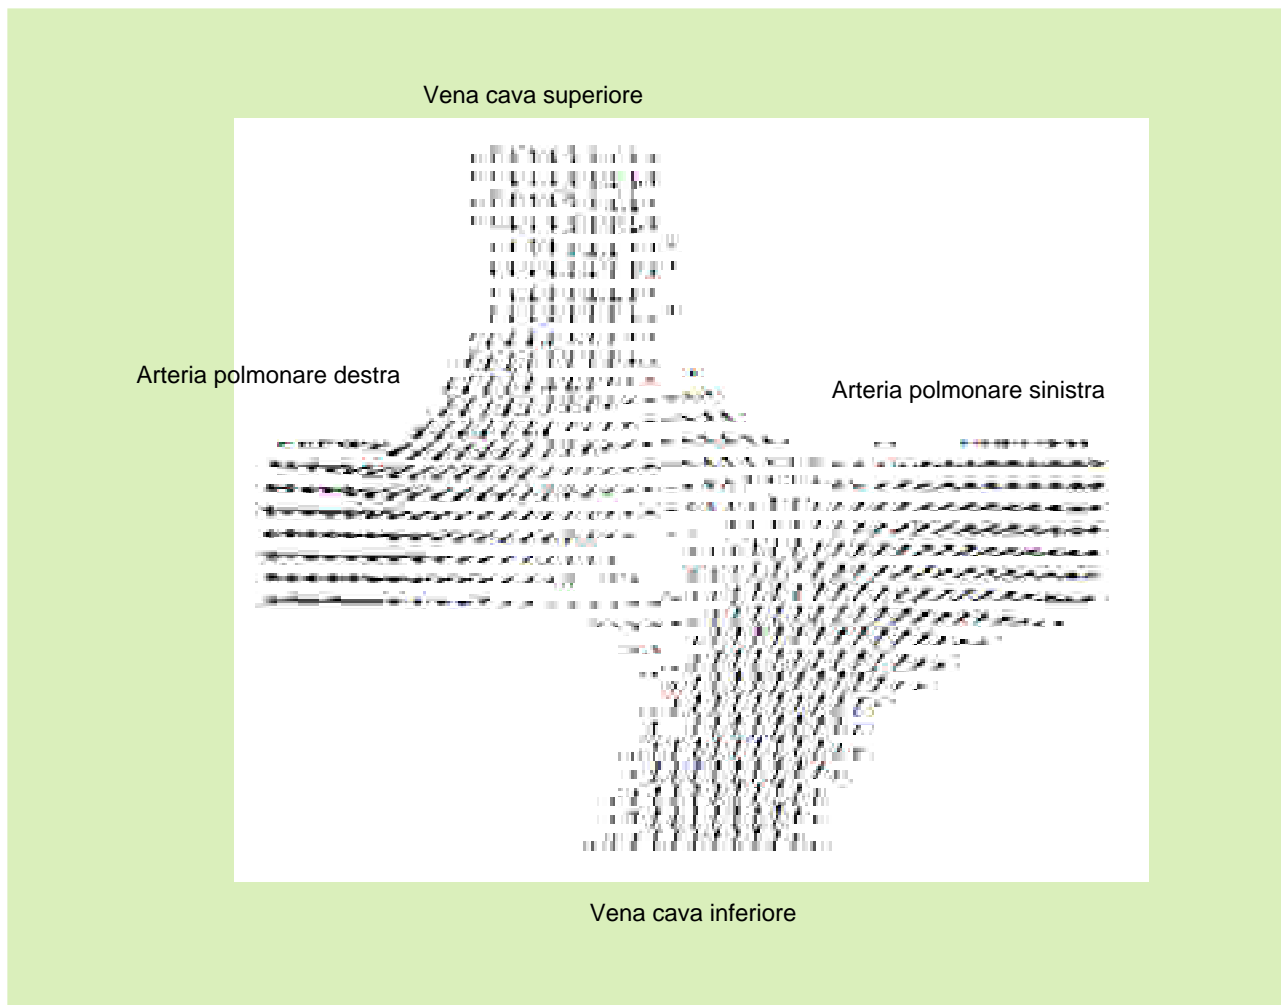 Vena cava superiore
Arteria polmonare destra
Arteria polmonare sinistra
Vena cava inferiore